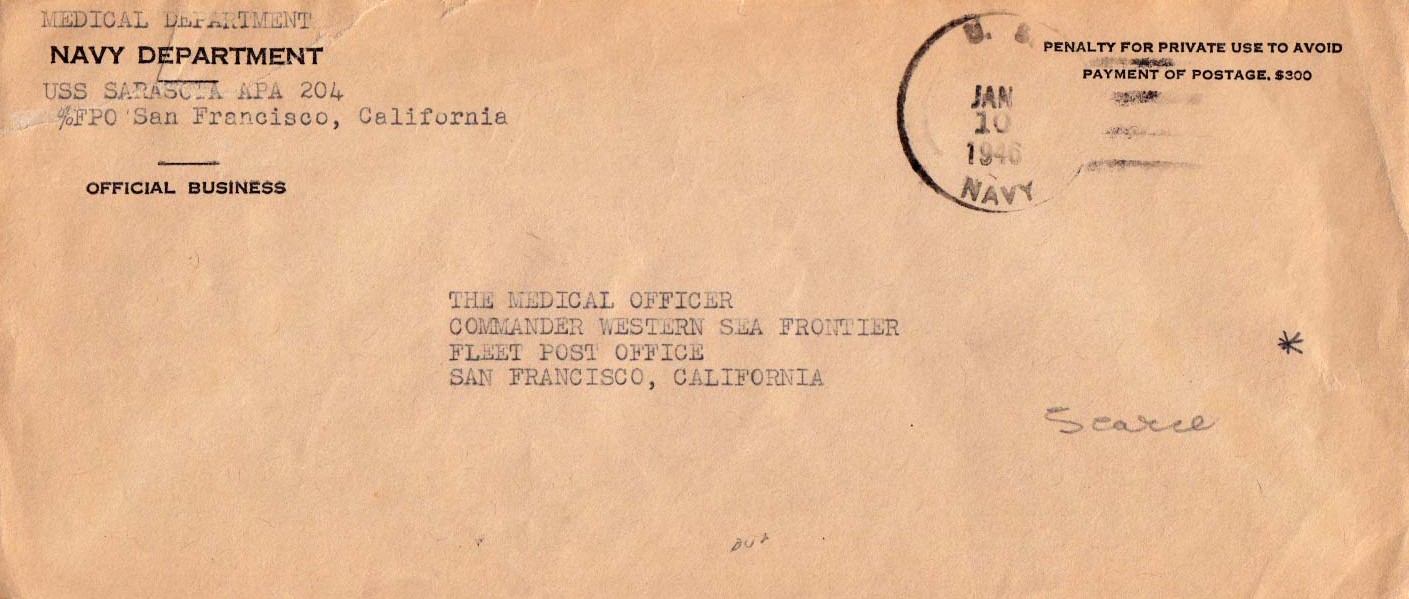 MEDICAL DEPARTMENT
NAVY DEPARTMENT
USS SARASOTA APA 204
℅FPO San Francisco, California
OFFICIAL BUSINESS
U. S.
JAN
10
1946
NAVY
PENALTY FOR PRIVATE USE TO AVOID
PAYMENT OF POSTAGE, $300
THE MEDICAL OFFICER
COMMANDER WESTERN SEA FRONTIER
FLEET POST OFFICE
SAN FRANCISCO, CALIFORNIA
*
Scarce